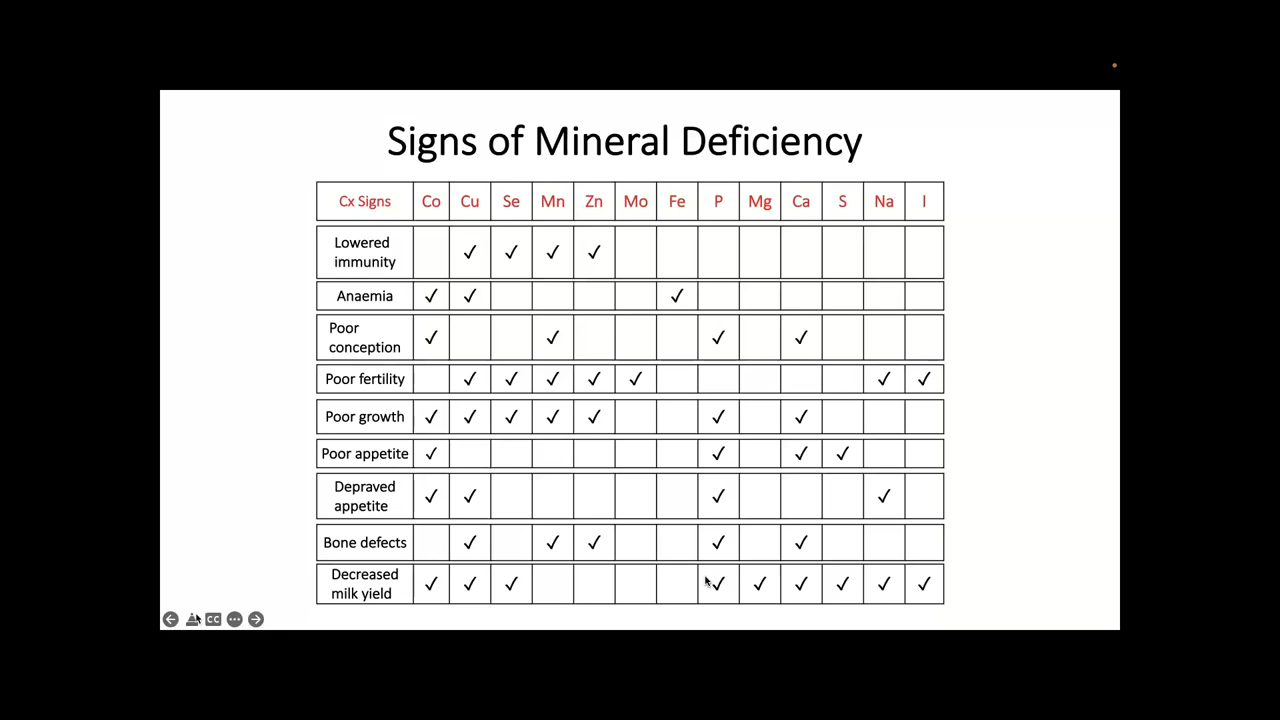 Signs of Mineral Deficiency
Cx Signs Co Cu Se Mn Zn Mo Fe P Mg Ca S Na I
Lowered
immunity ✓ ✓ ✓ ✓
Anaemia ✓ ✓ ✓
Poor
conception ✓ ✓ ✓ ✓
Poor fertility ✓ ✓ ✓ ✓ ✓ ✓ ✓
Poor growth ✓ ✓ ✓ ✓ ✓ ✓ ✓
Poor appetite ✓ ✓ ✓ ✓
Depraved
appetite ✓ ✓ ✓ ✓
Bone defects ✓ ✓ ✓ ✓ ✓
Decreased
milk yield ✓ ✓ ✓ ✓ ✓ ✓ ✓ ✓ ✓
CC